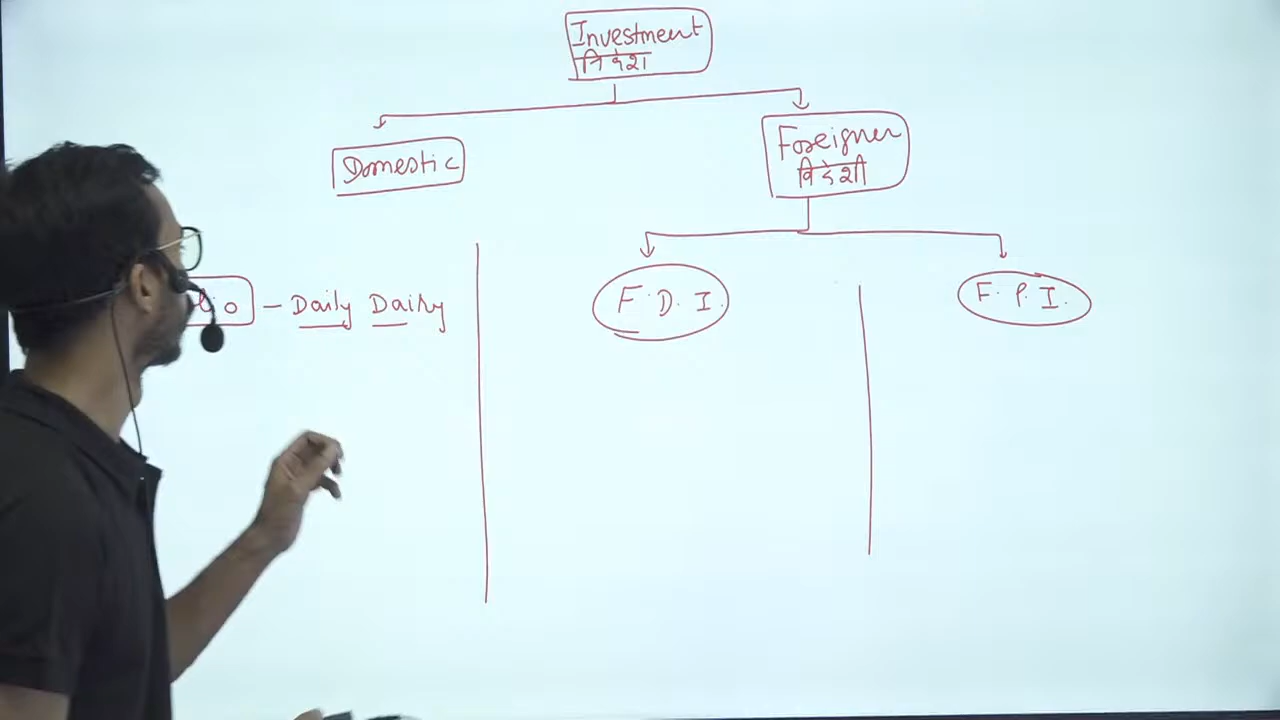 Investment
निवेश
Domestic
Foreigner
विदेशी
– Daily Dairy
F. D. I.
F. P. I.